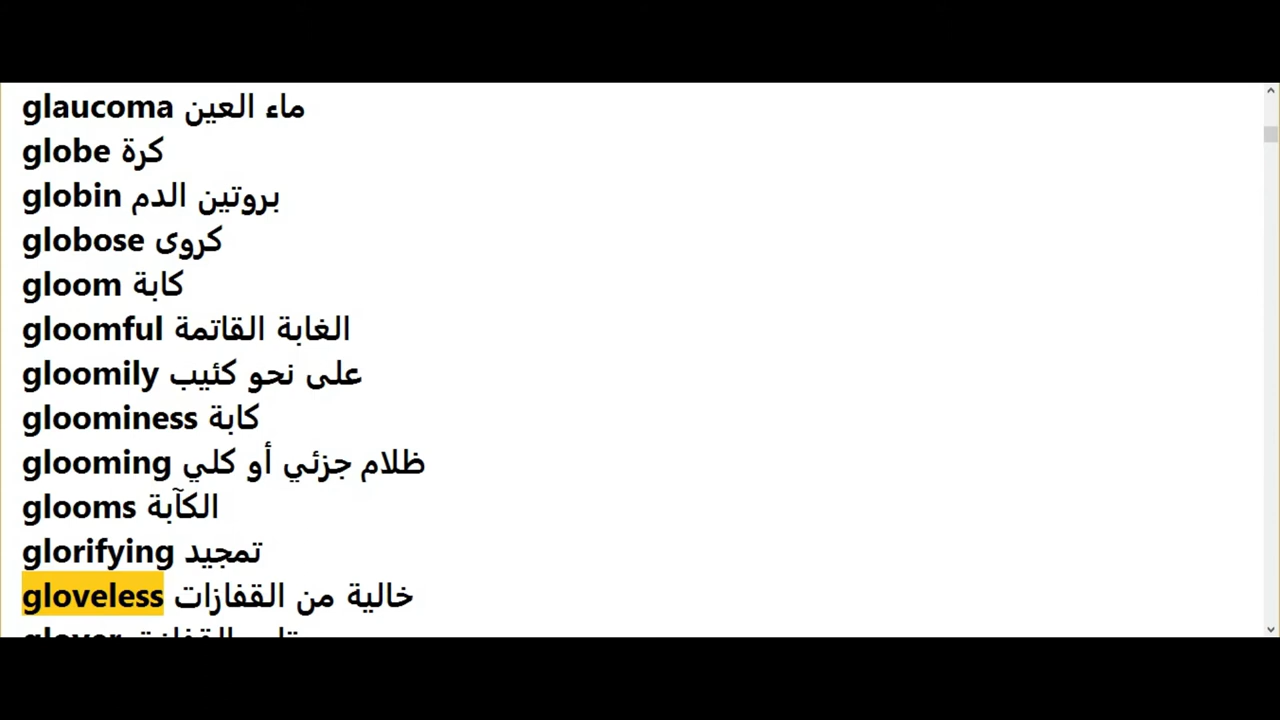 glaucoma ماء العين
globe كرة
globin بروتين الدم
globose كروى
gloom كابة
gloomful الغابة القاتمة
gloomily على نحو كئيب
gloominess كابة
glooming ظلام جزئي أو كلي
glooms الكآبة
glorifying تمجيد
gloveless خالية من القفازات
glover